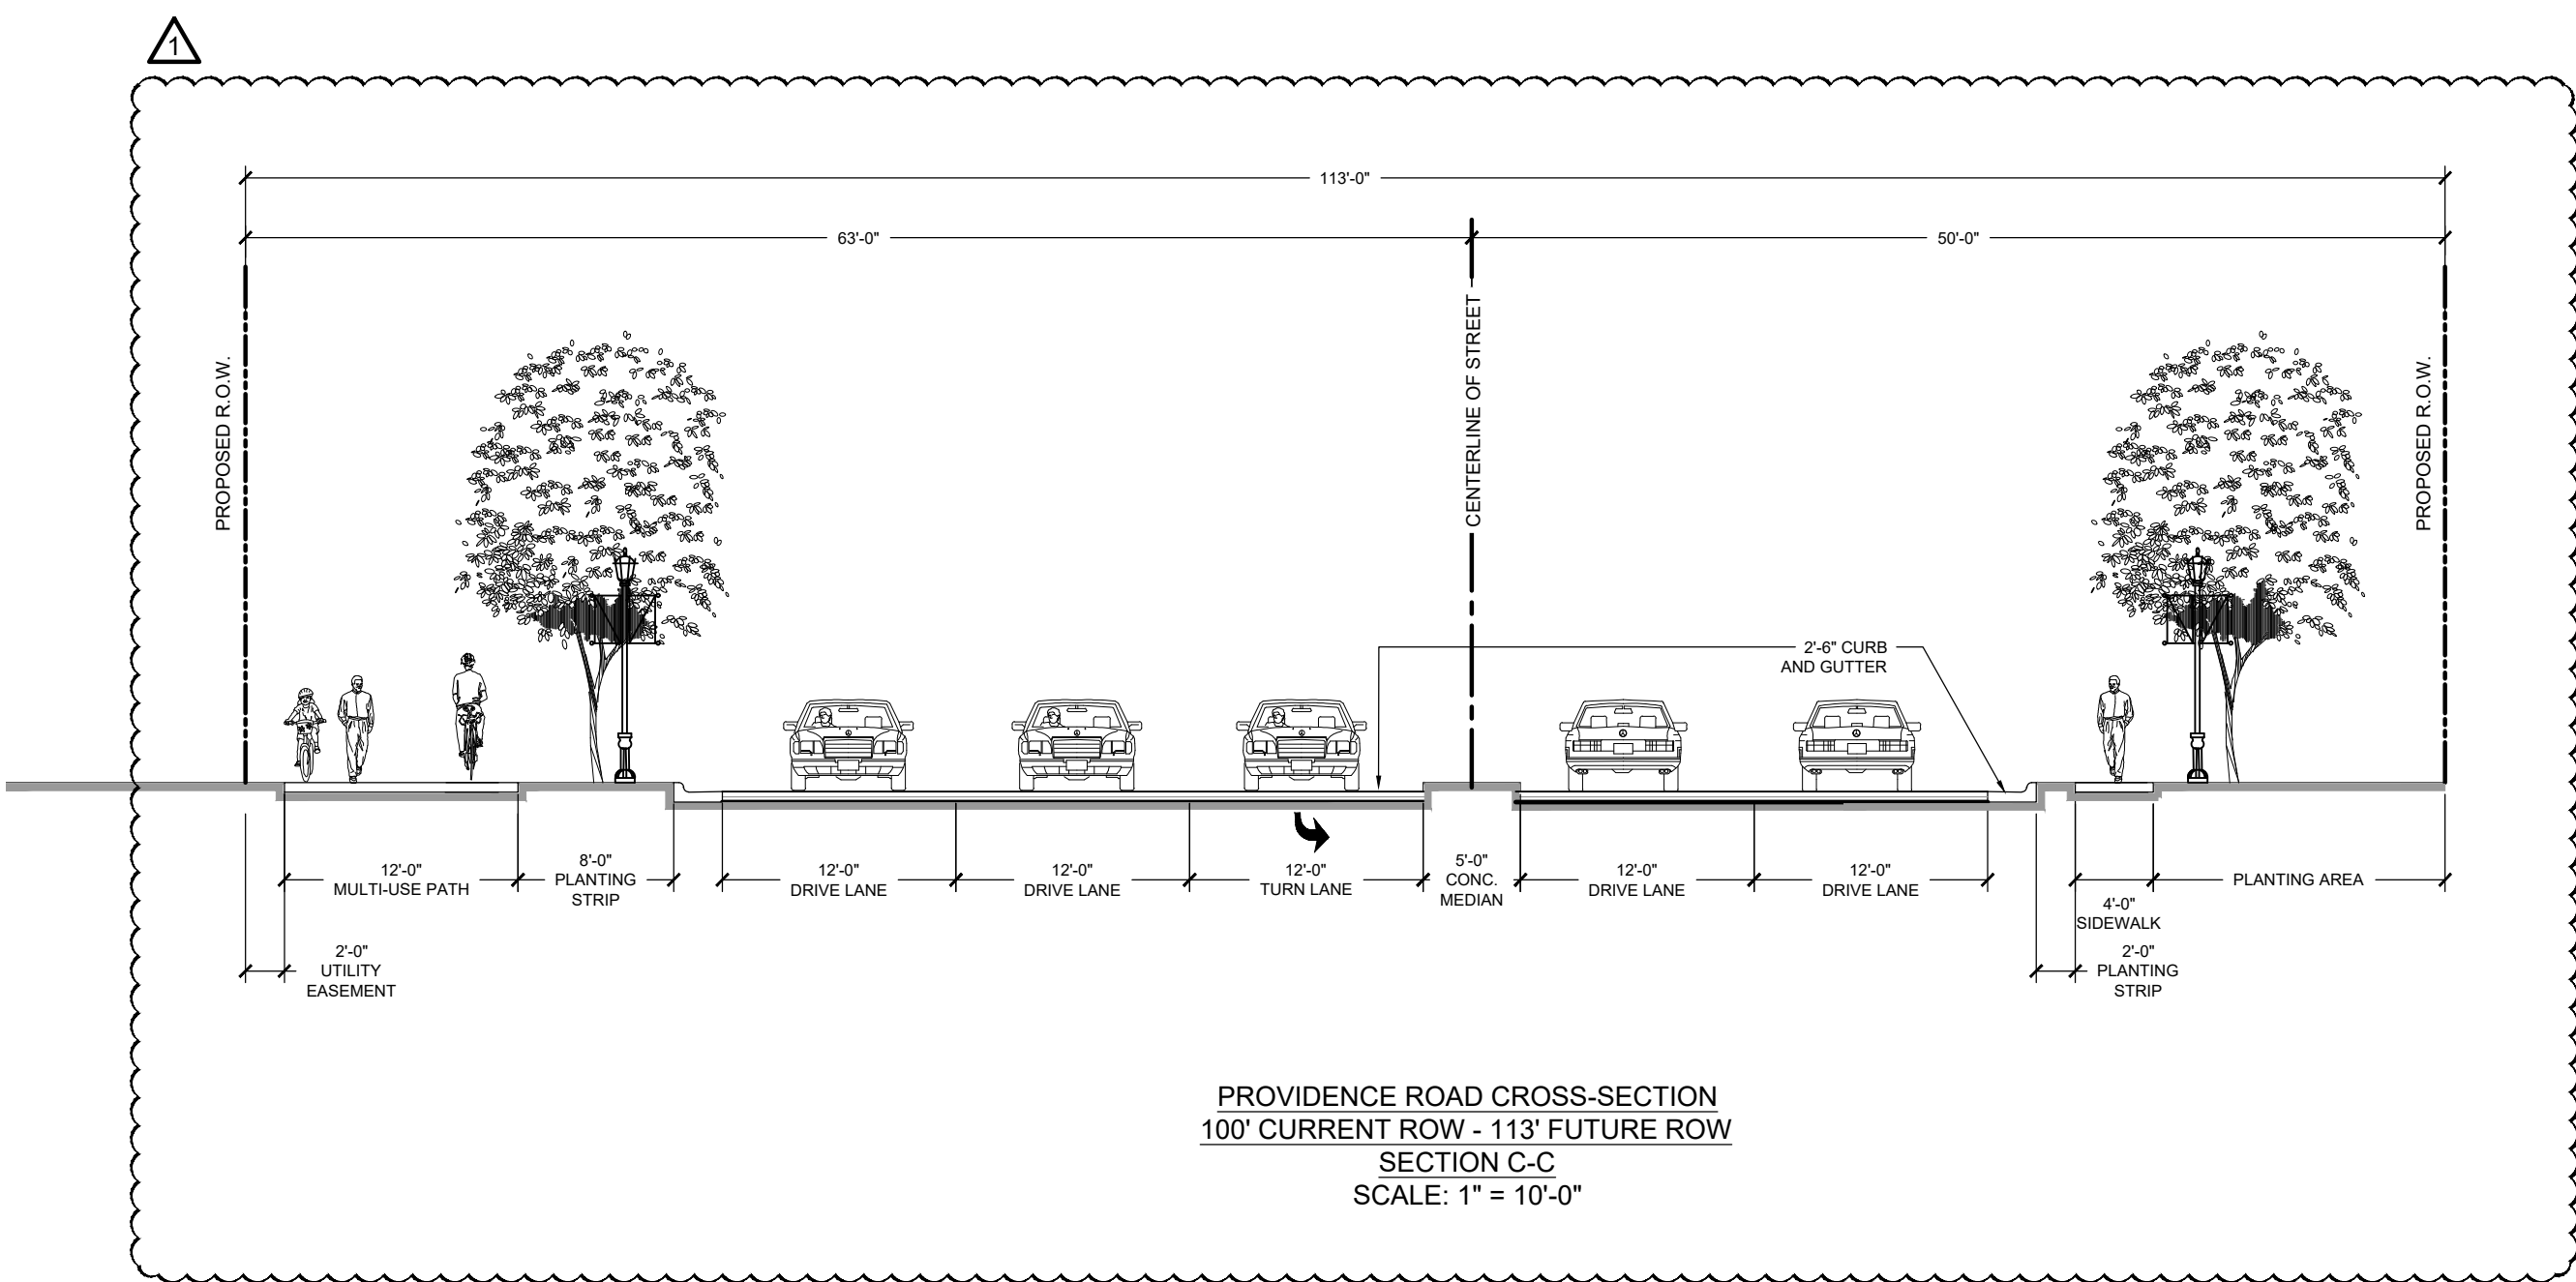 1
113'-0"
63'-0"
50'-0"
PROPOSED R.O.W.
CENTERLINE OF STREET
PROPOSED R.O.W.
2'-6" CURB
AND GUTTER
12'-0"
MULTI-USE PATH
8'-0"
PLANTING
STRIP
12'-0"
DRIVE LANE
12'-0"
DRIVE LANE
12'-0"
TURN LANE
5'-0"
CONC.
MEDIAN
12'-0"
DRIVE LANE
12'-0"
DRIVE LANE
4'-0"
SIDEWALK
PLANTING AREA
2'-0"
UTILITY
EASEMENT
2'-0"
PLANTING
STRIP
PROVIDENCE ROAD CROSS-SECTION
100' CURRENT ROW - 113' FUTURE ROW
SECTION C-C
SCALE: 1" = 10'-0"